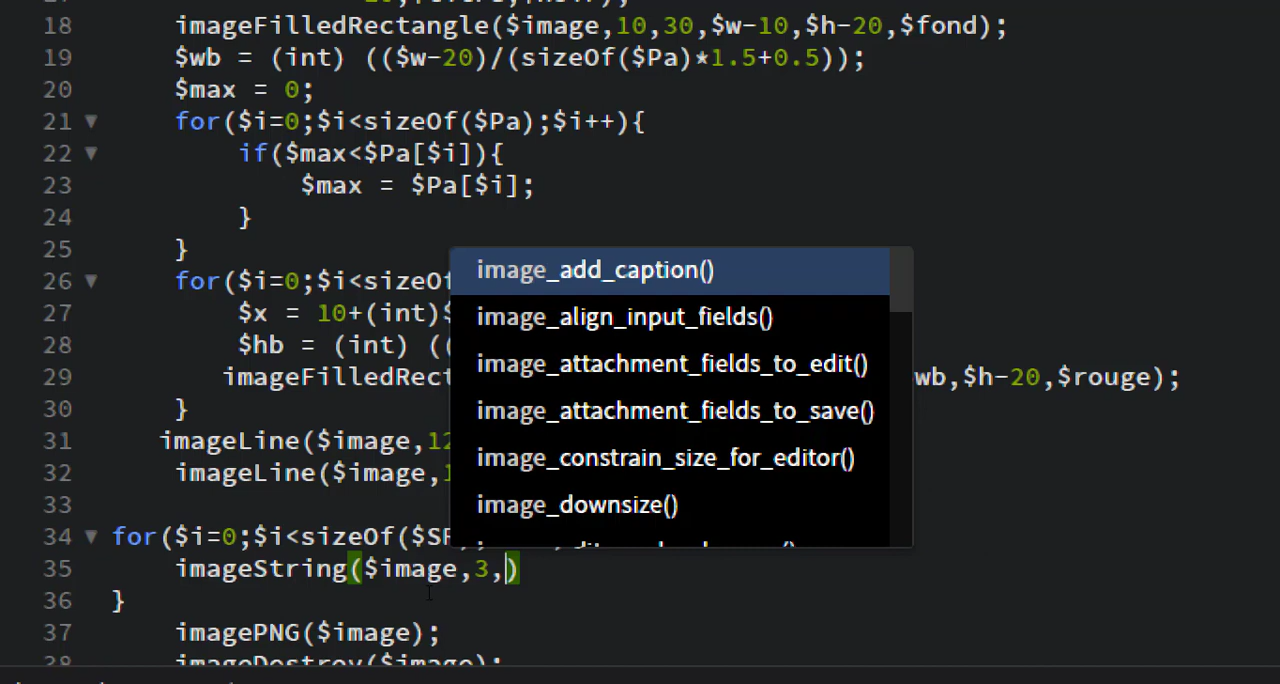 18 imageFilledRectangle($image,10,30,$w-10,$h-20,$fond);
19 $wb = (int) (($w-20)/(sizeOf($Pa)*1.5+0.5));
20 $max = 0;
21 for($i=0;$i<sizeOf($Pa);$i++){
22 if($max<$Pa[$i]){
23 $max = $Pa[$i];
24 }
25 }
26 for($i=0;$i<sizeOf
27 $x = 10+(int)$
28 $hb = (int) ((
29 imageFilledRect wb,$h-20,$rouge);
30 }
31 imageLine($image,12
32 imageLine($image,1
33
34 for($i=0;$i<sizeOf($S
35 imageString($image,3,)
36 }
37 imagePNG($image);
38 imageDestroy($image);
image_add_caption()
image_align_input_fields()
image_attachment_fields_to_edit()
image_attachment_fields_to_save()
image_constrain_size_for_editor()
image_downsize()